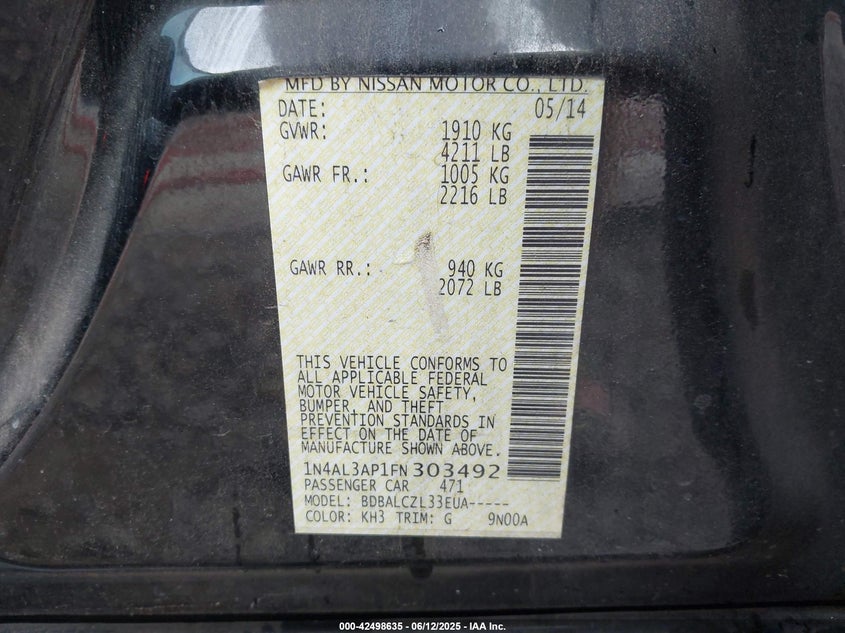 MFD BY NISSAN MOTOR CO., LTD.
DATE: 05/14
GVWR: 1910 KG
4211 LB
GAWR FR.: 1005 KG
2216 LB
GAWR RR.: 940 KG
2072 LB
THIS VEHICLE CONFORMS TO
ALL APPLICABLE FEDERAL
MOTOR VEHICLE SAFETY,
BUMPER, AND THEFT
PREVENTION STANDARDS IN
EFFECT ON THE DATE OF
MANUFACTURE SHOWN ABOVE.
1N4AL3AP1FN303492
PASSENGER CAR 471
MODEL: BDBALCZL33EUA-----
COLOR: KH3 TRIM: G 9N00A
000-42498635 - 06/12/2025 - IAA Inc.